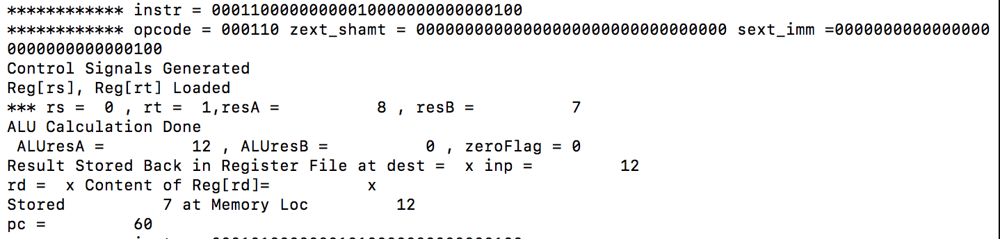 ************ instr = 00011000000000010000000000000100
************ opcode = 000110 zext_shamt = 00000000000000000000000000000000 sext_imm =0000000000000000
0000000000000100
Control Signals Generated
Reg[rs], Reg[rt] Loaded
*** rs =  0 , rt =  1,resA =          8 , resB =          7
ALU Calculation Done
 ALUresA =         12 , ALUresB =          0 , zeroFlag = 0
Result Stored Back in Register File at dest =  x inp =         12
rd =  x Content of Reg[rd]=          x
Stored          7 at Memory Loc         12
pc =         60